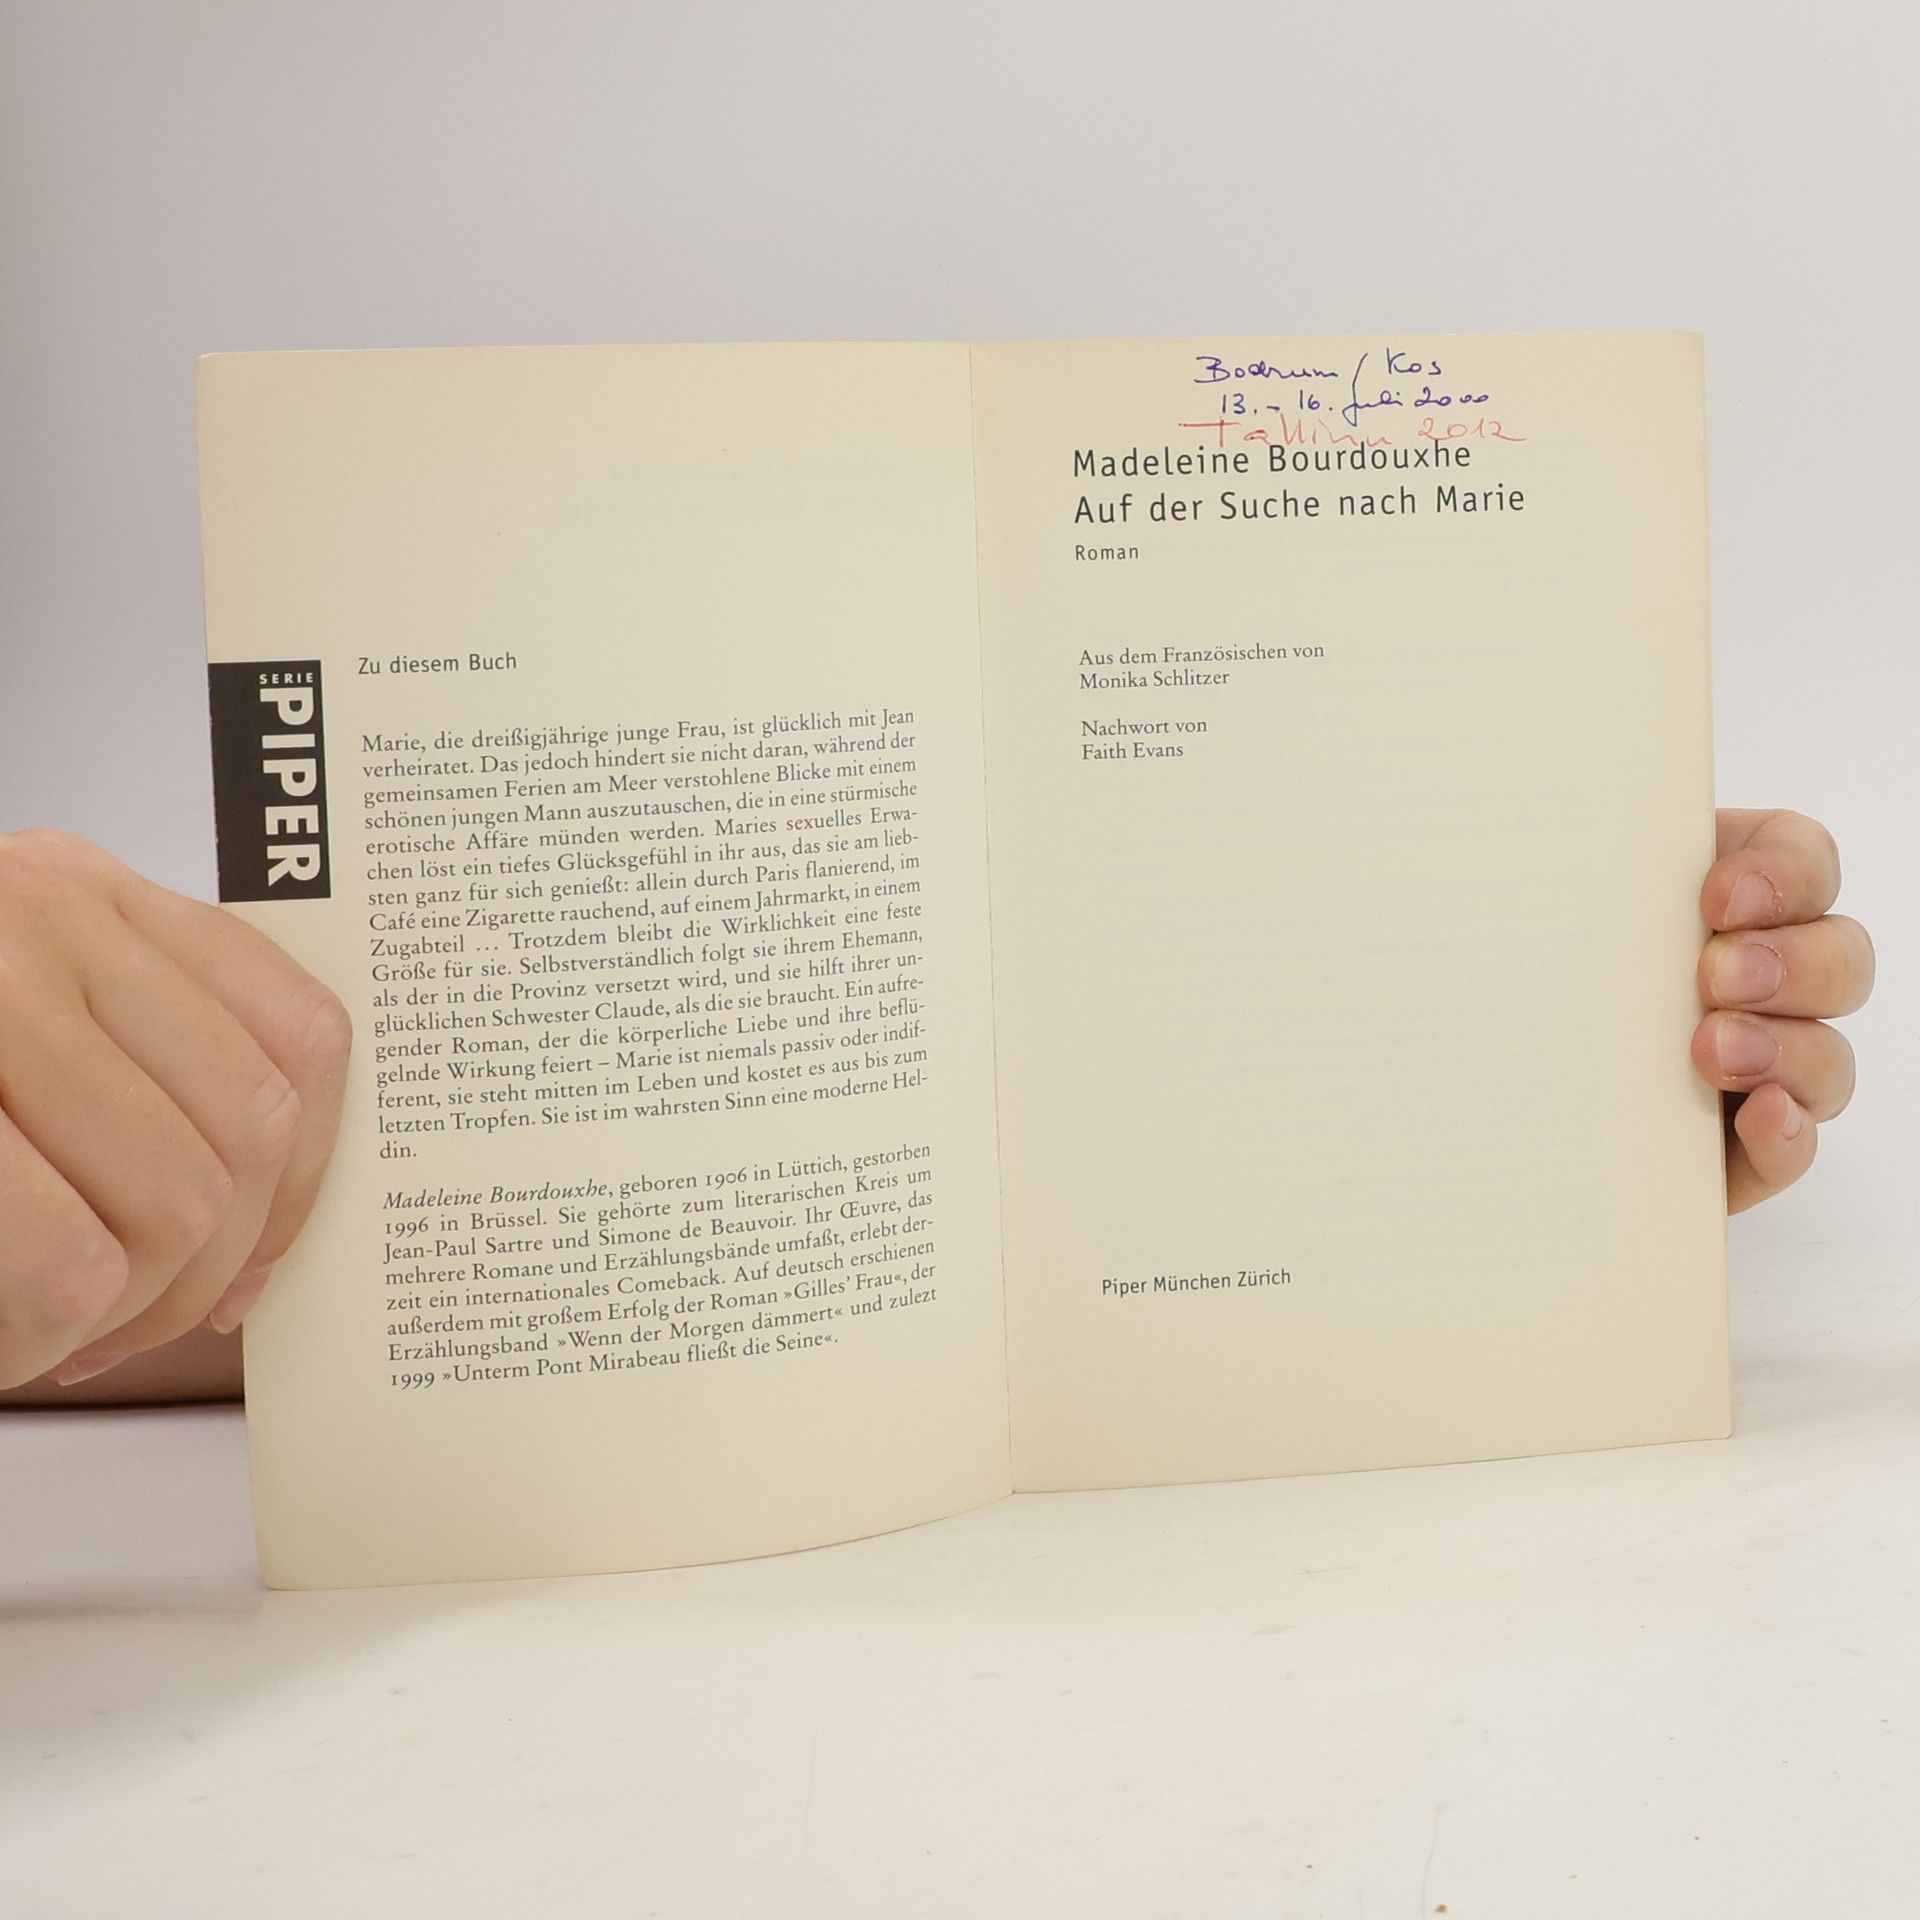 SERIE
PIPER
Zu diesem Buch
Marie, die dreißigjährige junge Frau, ist glücklich mit Jean
verheiratet. Das jedoch hindert sie nicht daran, während der
gemeinsamen Ferien am Meer verstohlene Blicke mit einem
schönen jungen Mann auszutauschen, die in eine stürmische
erotische Affäre münden werden. Maries sexuelles Erwa-
chen löst ein tiefes Glücksgefühl in ihr aus, das sie am lieb-
sten ganz für sich genießt: allein durch Paris flanierend, im
Café eine Zigarette rauchend, auf einem Jahrmarkt, in einem
Zugabteil … Trotzdem bleibt die Wirklichkeit eine feste
Größe für sie. Selbstverständlich folgt sie ihrem Ehemann,
als der in die Provinz versetzt wird, und sie hilft ihrer un-
glücklichen Schwester Claude, als die sie braucht. Ein aufre-
gender Roman, der die körperliche Liebe und ihre beflü-
gelnde Wirkung feiert – Marie ist niemals passiv oder indif-
ferent, sie steht mitten im Leben und kostet es aus bis zum
letzten Tropfen. Sie ist im wahrsten Sinn eine moderne Hel-
din.
Madeleine Bourdouxhe, geboren 1906 in Lüttich, gestorben
1996 in Brüssel. Sie gehörte zum literarischen Kreis um
Jean-Paul Sartre und Simone de Beauvoir. Ihr Œuvre, das
mehrere Romane und Erzählungsbände umfaßt, erlebt der-
zeit ein internationales Comeback. Auf deutsch erschienen
außerdem mit großem Erfolg der Roman »Gilles’ Frau«, der
Erzählungsband »Wenn der Morgen dämmert« und zulezt
1999 »Unterm Pont Mirabeau fließt die Seine«.
Bodrum / Kos
13. - 16. Juli 2000
Tallinn 2012
Madeleine Bourdouxhe
Auf der Suche nach Marie
Roman
Aus dem Französischen von
Monika Schlitzer
Nachwort von
Faith Evans
Piper München Zürich